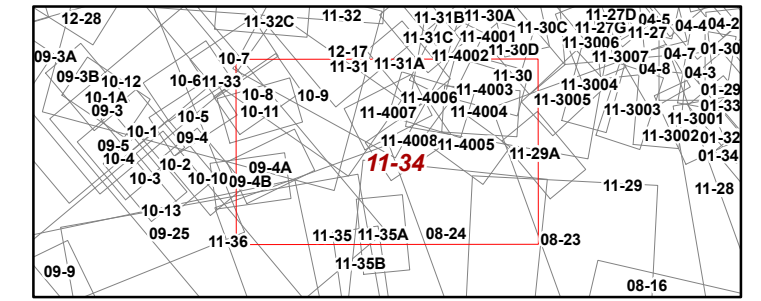 12-28 11-32C 11-32 11-31B 11-30A 11-30C 11-27D 04-5 04-4 04-2
11-31C 11-4001 11-27G 11-27
09-3A 10-7 12-17 11-4002 11-30D 11-3006 11-3007 04-7 01-30
11-31 11-31A 04-8 04-3
09-3B 10-12 10-6 11-33 11-30
10-1A 10-8 10-9 11-4006 11-4003 11-3005 11-3004 01-29
09-3 10-5 10-11 11-4007 11-4004 11-3003 11-3001 01-33
10-1 09-4 11-4008 11-4005 11-3002 01-32
09-5 11-29A
10-4 10-2 09-4A 11-34 01-34
10-3 10-10 09-4B 11-29 11-28
10-13
09-25 11-36 11-35 11-35A 08-24 08-23
09-9 11-35B 08-16